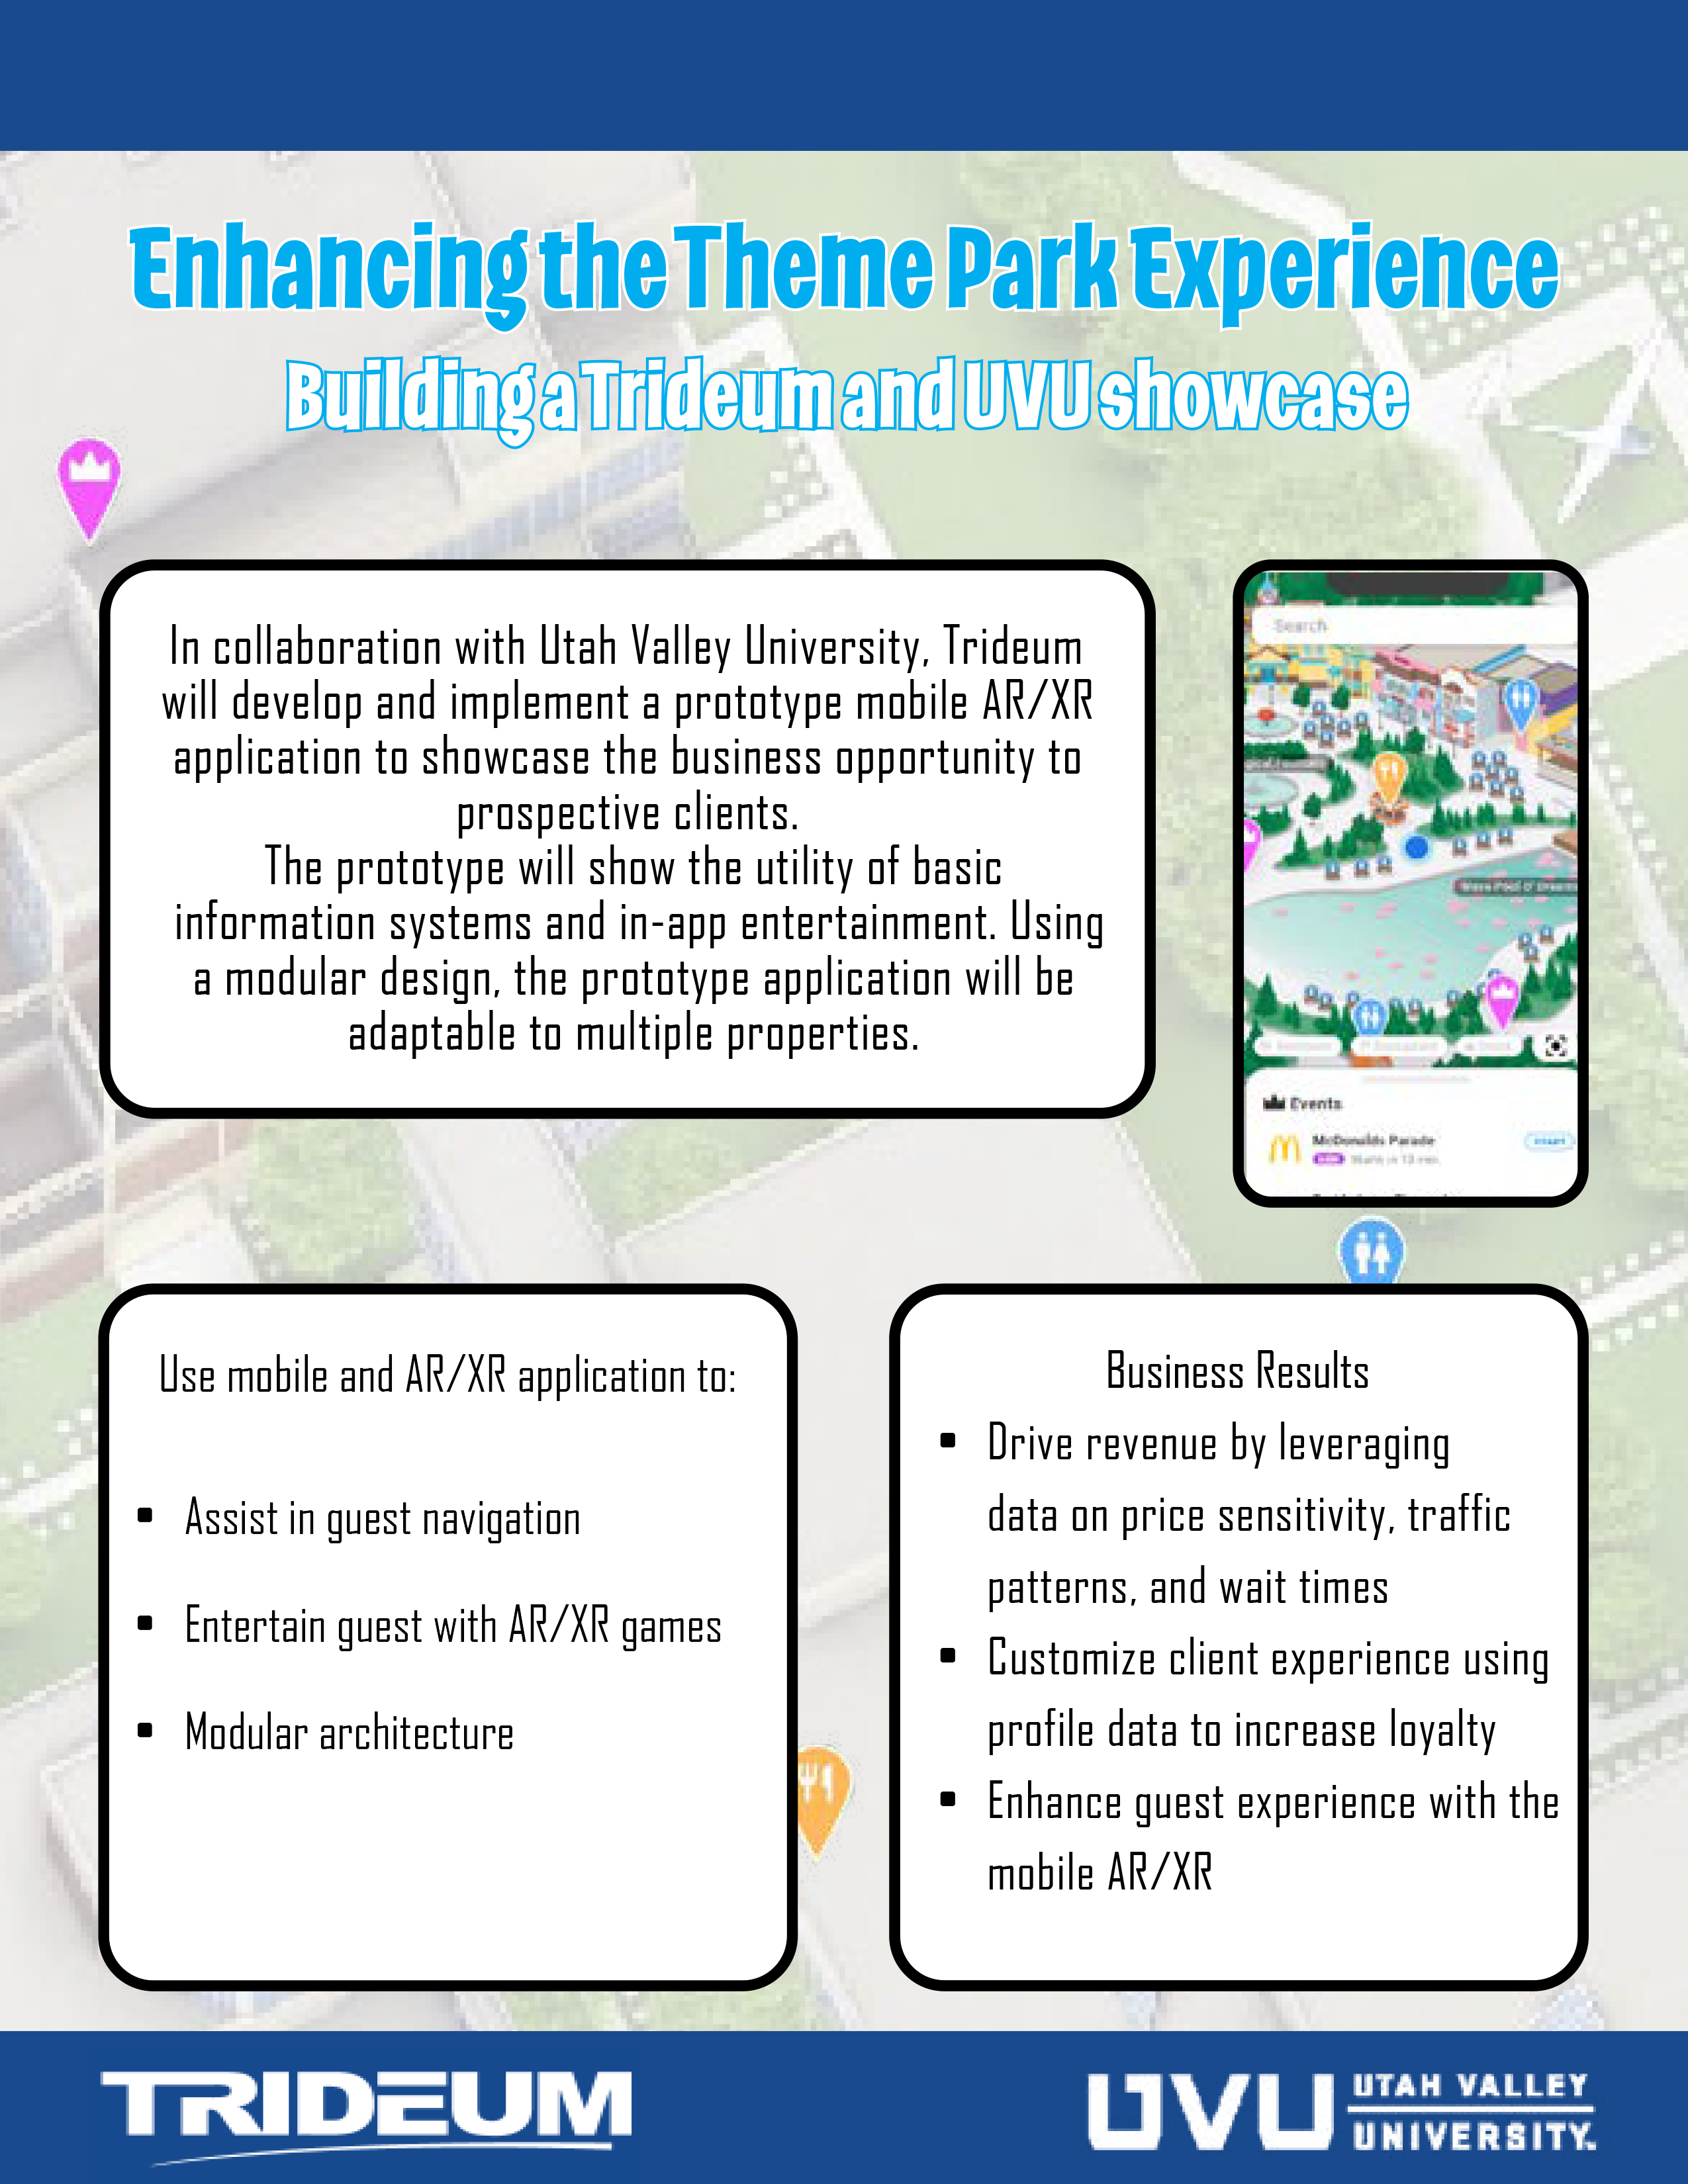 Enhancing the Theme Park Experience
Building a Trideum and UVU showcase
In collaboration with Utah Valley University, Trideum
will develop and implement a prototype mobile AR/XR
application to showcase the business opportunity to
prospective clients.
The prototype will show the utility of basic
information systems and in-app entertainment. Using
a modular design, the prototype application will be
adaptable to multiple properties.
Search
Events
McDonalds Parade
Use mobile and AR/XR application to:
▪ Assist in guest navigation
▪ Entertain guest with AR/XR games
▪ Modular architecture
Business Results
▪ Drive revenue by leveraging
data on price sensitivity, traffic
patterns, and wait times
▪ Customize client experience using
profile data to increase loyalty
▪ Enhance guest experience with the
mobile AR/XR
TRIDEUM
UVU UTAH VALLEY
UNIVERSITY